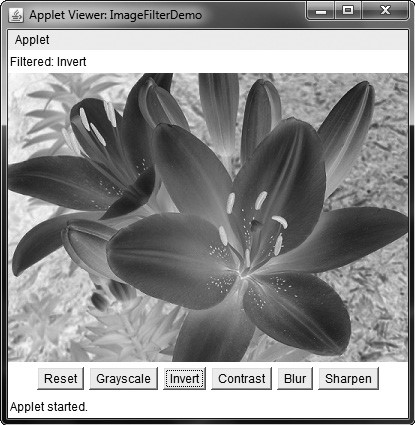 Applet Viewer: ImageFilterDemo
Applet
Filtered: Invert
Reset Grayscale Invert Contrast Blur Sharpen
Applet started.